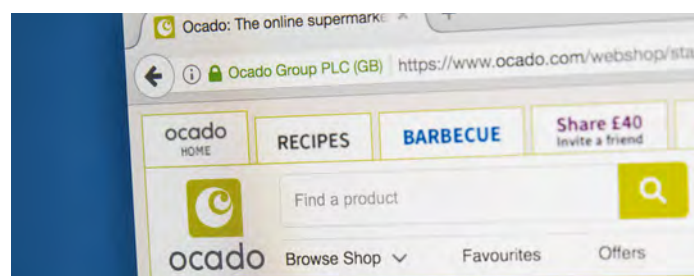 Ocado: The online supermarke
Ocado Group PLC (GB) https://www.ocado.com/webshop/sta
ocado
HOME
RECIPES
BARBECUE
Share £40
Invite a friend
Find a product
ocado
Browse Shop
Favourites
Offers